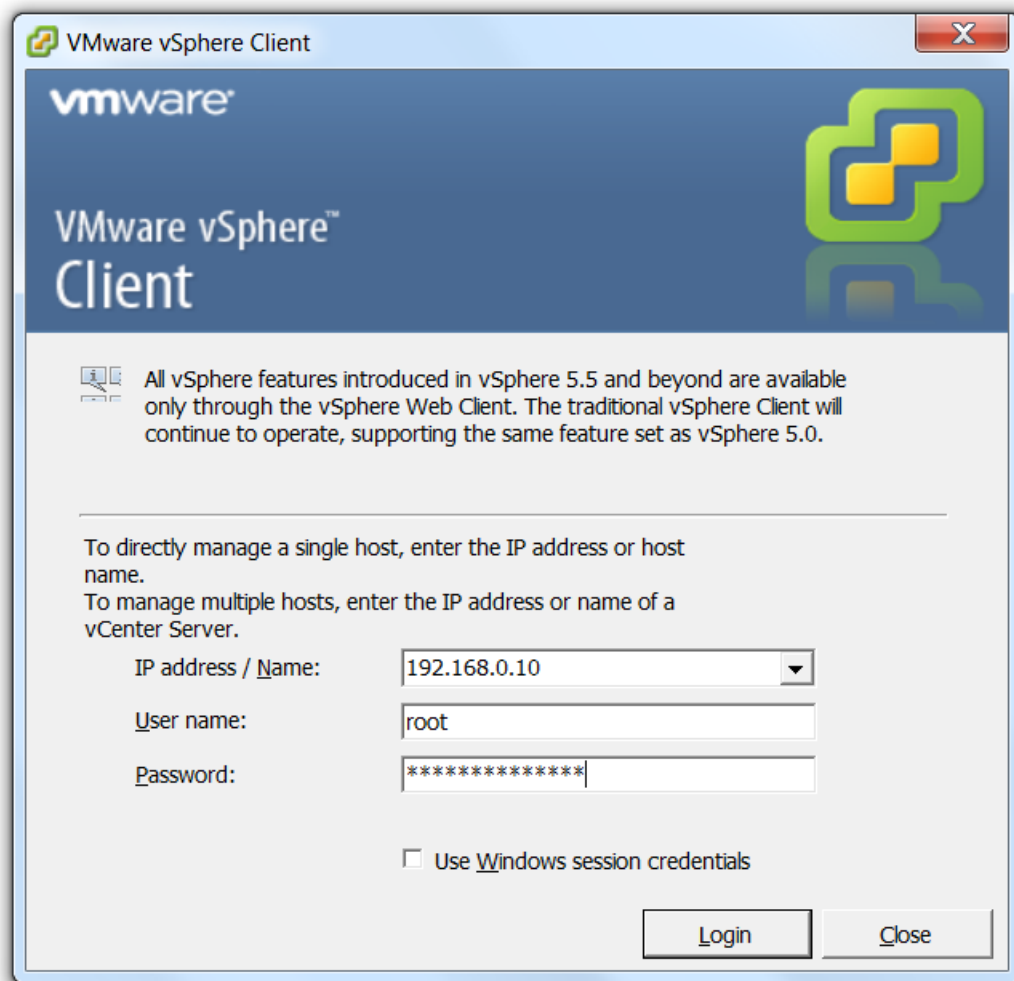 VMware vSphere Client
vmware
VMware vSphere™
Client
All vSphere features introduced in vSphere 5.5 and beyond are available
only through the vSphere Web Client. The traditional vSphere Client will
continue to operate, supporting the same feature set as vSphere 5.0.
To directly manage a single host, enter the IP address or host
name.
To manage multiple hosts, enter the IP address or name of a
vCenter Server.
IP address / Name: 192.168.0.10
User name: root
Password: **************
Use Windows session credentials
Login Close